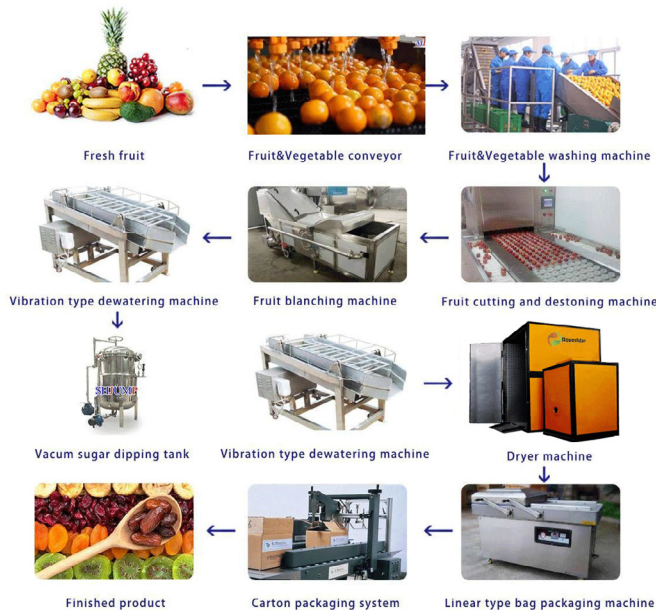 Fresh fruit
Fruit&Vegetable conveyor
Fruit&Vegetable washing machine
Vibration type dewatering machine
Fruit blanching machine
Fruit cutting and destoning machine
SHJUMP
Vacum sugar dipping tank
Vibration type dewatering machine
Dryer machine
Finished product
Carton packaging system
Linear type bag packaging machine